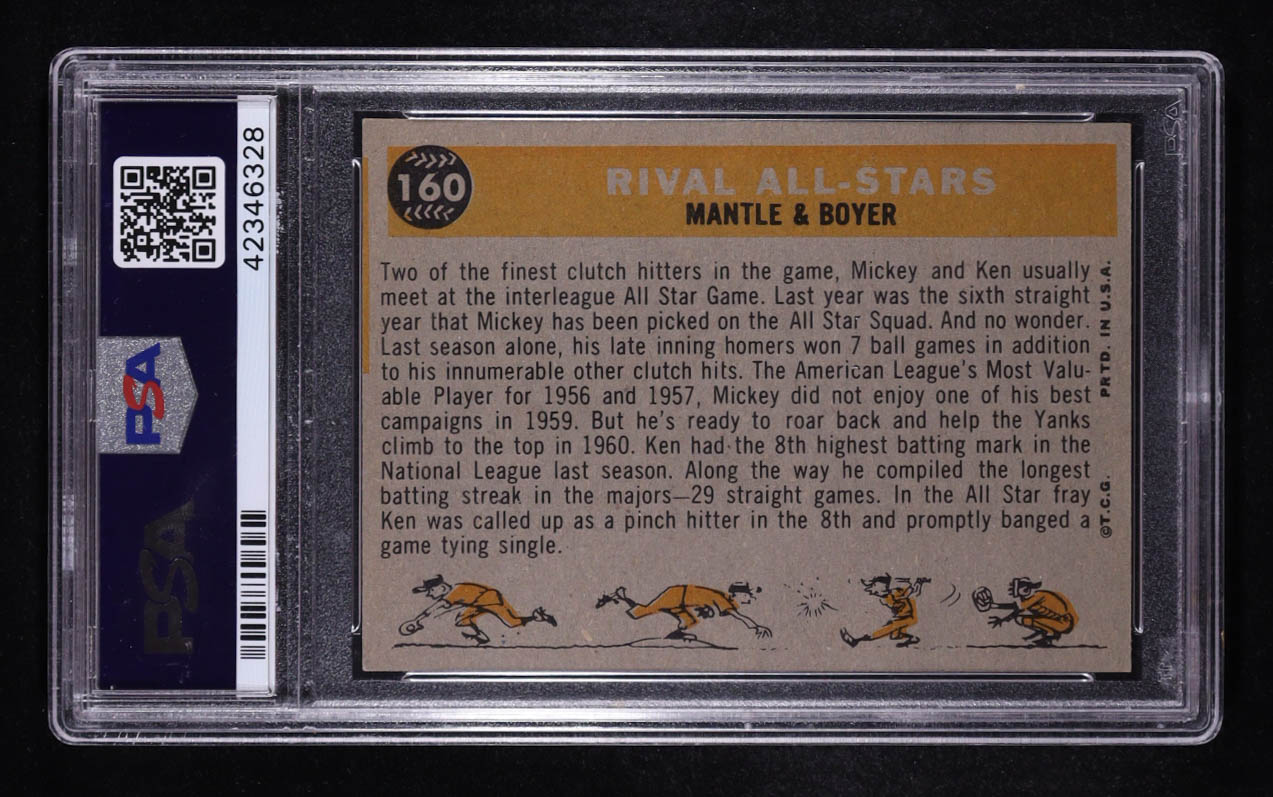 42346328
PSA
PSA
PSA
160
RIVAL ALL-STARS
MANTLE & BOYER
Two of the finest clutch hitters in the game, Mickey and Ken usually
meet at the interleague All Star Game. Last year was the sixth straight
year that Mickey has been picked on the All Star Squad. And no wonder.
Last season alone, his late inning homers won 7 ball games in addition
to his innumerable other clutch hits. The American League's Most Valu-
able Player for 1956 and 1957, Mickey did not enjoy one of his best
campaigns in 1959. But he's ready to roar back and help the Yanks
climb to the top in 1960. Ken had the 8th highest batting mark in the
National League last season. Along the way he compiled the longest
batting streak in the majors—29 straight games. In the All Star fray
Ken was called up as a pinch hitter in the 8th and promptly banged a
game tying single.
©T.C.G. PRTD. IN U.S.A.